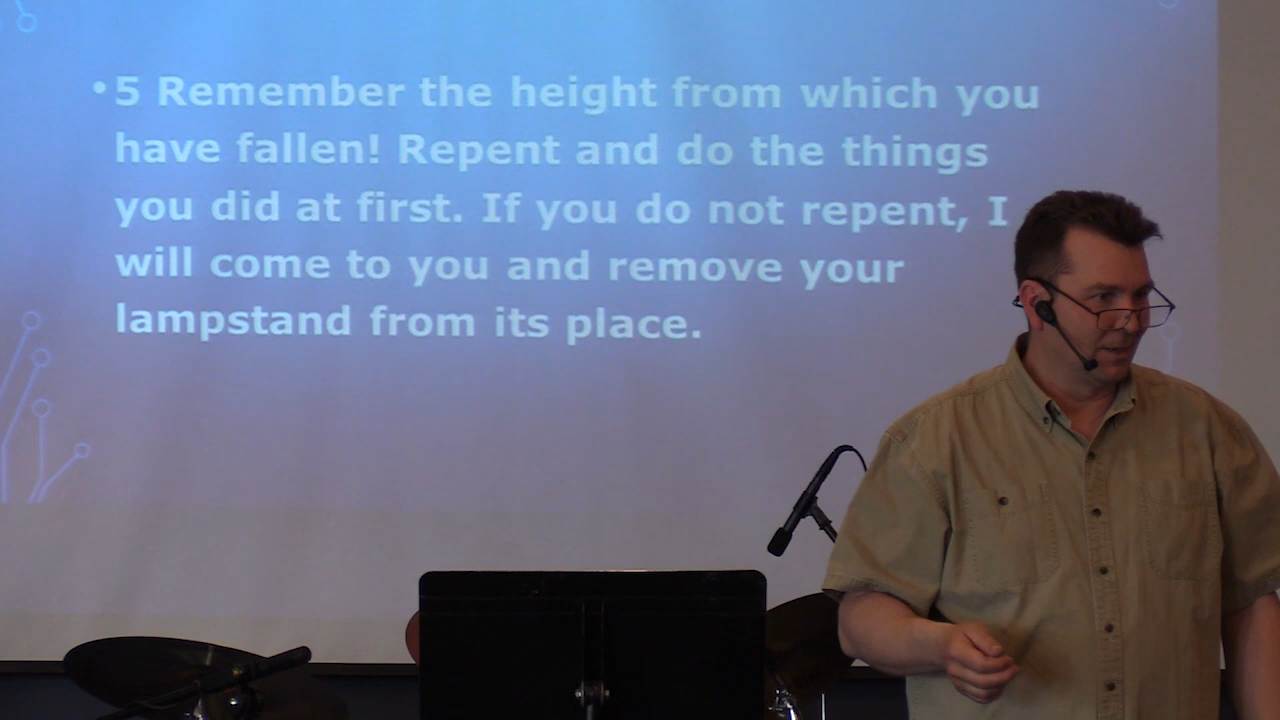 • 5 Remember the height from which you
have fallen! Repent and do the things
you did at first. If you do not repent, I
will come to you and remove your
lampstand from its place.